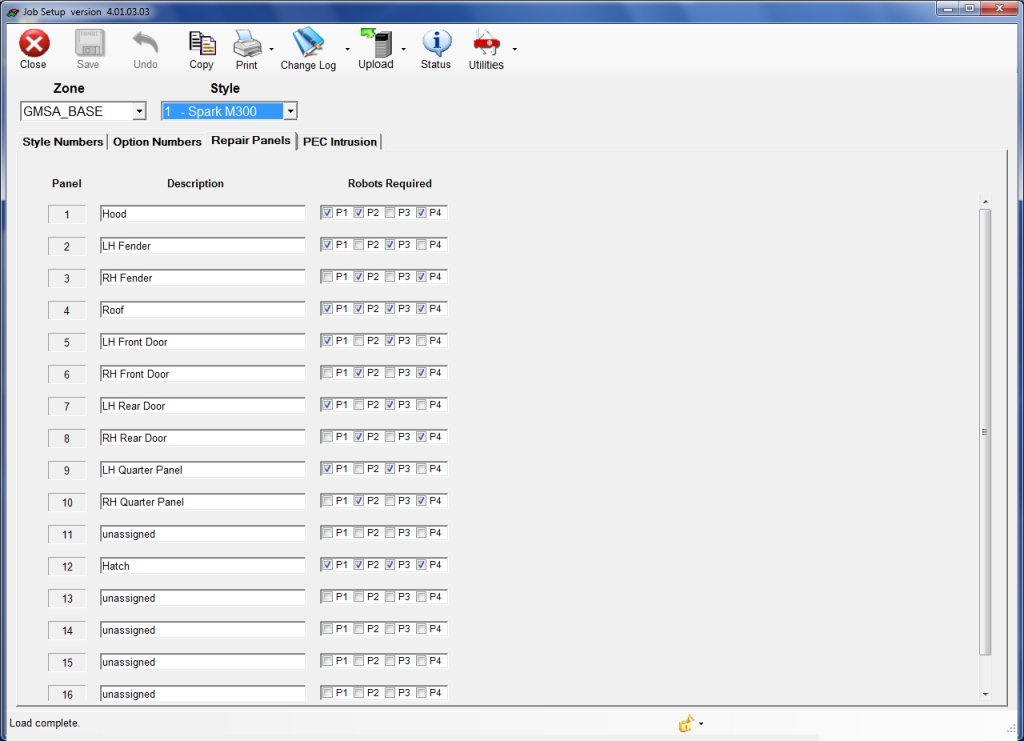 Job Setup version 4.01.03.03
Close Save Undo Copy Print Change Log Upload Status Utilities
Zone Style
GMSA_BASE 1 - Spark M300
Style Numbers Option Numbers Repair Panels PEC Intrusion
Panel Description Robots Required
1 Hood P1 P2 P3 P4
2 LH Fender P1 P2 P3 P4
3 RH Fender P1 P2 P3 P4
4 Roof P1 P2 P3 P4
5 LH Front Door P1 P2 P3 P4
6 RH Front Door P1 P2 P3 P4
7 LH Rear Door P1 P2 P3 P4
8 RH Rear Door P1 P2 P3 P4
9 LH Quarter Panel P1 P2 P3 P4
10 RH Quarter Panel P1 P2 P3 P4
11 unassigned P1 P2 P3 P4
12 Hatch P1 P2 P3 P4
13 unassigned P1 P2 P3 P4
14 unassigned P1 P2 P3 P4
15 unassigned P1 P2 P3 P4
16 unassigned P1 P2 P3 P4
Load complete.